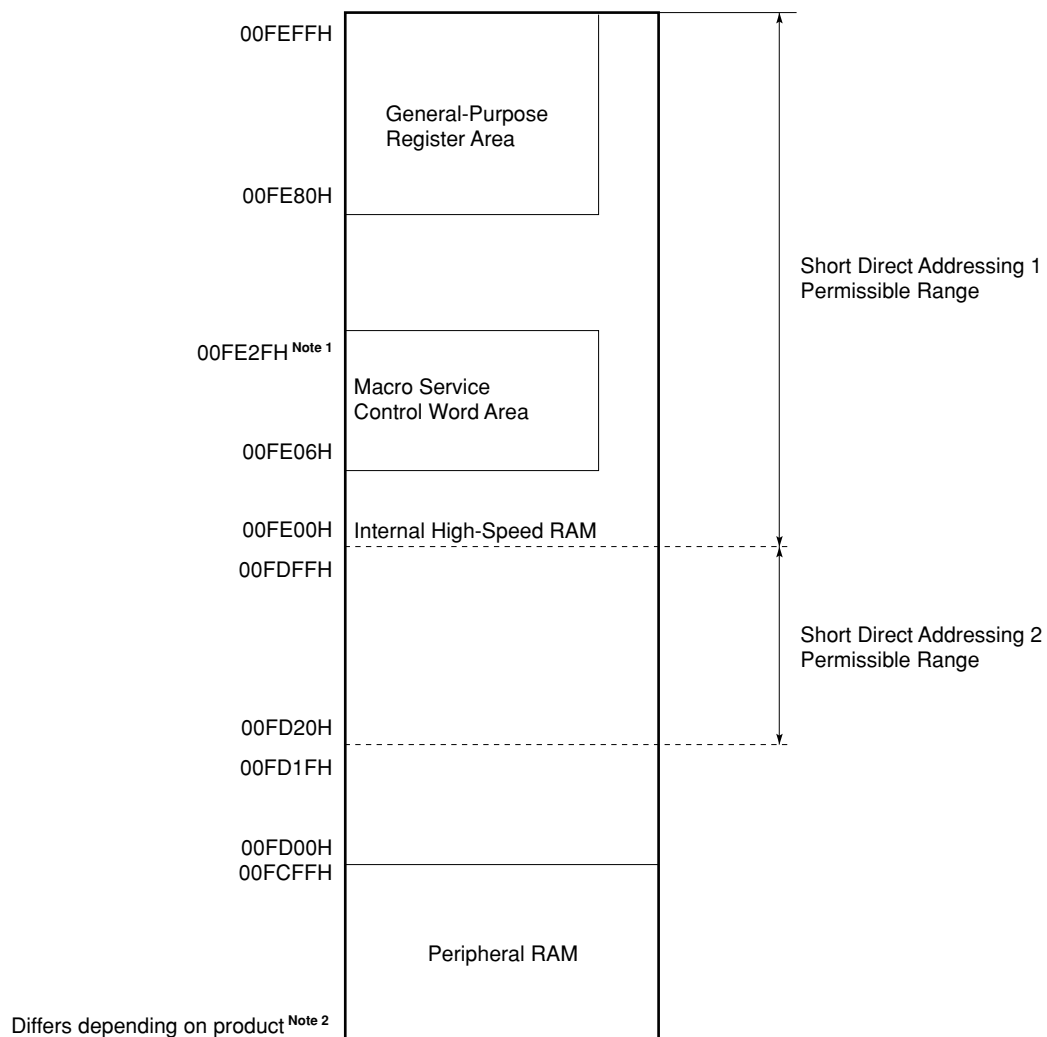 00FEFFH
General-Purpose
Register Area
00FE80H
Short Direct Addressing 1
Permissible Range
00FE2FH Note 1
Macro Service
Control Word Area
00FE06H
00FE00H Internal High-Speed RAM
00FDFFH
Short Direct Addressing 2
Permissible Range
00FD20H
00FD1FH
00FD00H
00FCFFH
Peripheral RAM
Differs depending on product Note 2